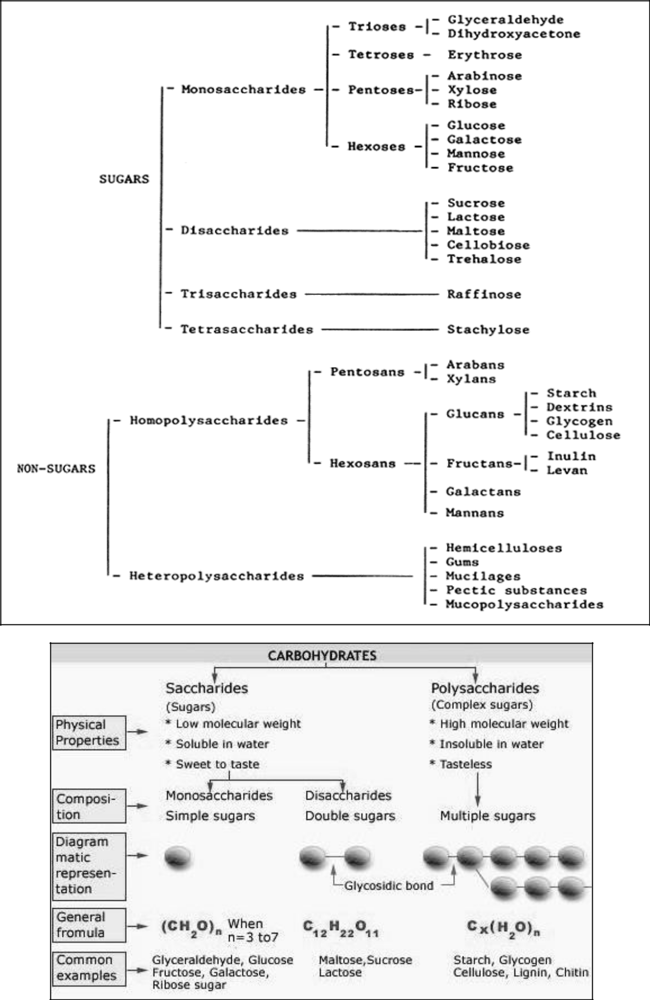 Trioses
Glyceraldehyde
Dihydroxyacetone
Tetroses
Erythrose
Monosaccharides
Pentoses
Arabinose
Xylose
Ribose
Hexoses
Glucose
Galactose
Mannose
Fructose
SUGARS
Disaccharides
Sucrose
Lactose
Maltose
Cellobiose
Trehalose
Trisaccharides
Raffinose
Tetrasaccharides
Stachylose
Pentosans
Arabans
Xylans
Homopolysaccharides
Glucans
Starch
Dextrins
Glycogen
Cellulose
NON-SUGARS
Hexosans
Fructans
Inulin
Levan
Galactans
Mannans
Heteropolysaccharides
Hemicelluloses
Gums
Mucilages
Pectic substances
Mucopolysaccharides
CARBOHYDRATES
Saccharides
(Sugars)
Polysaccharides
(Complex sugars)
Physical
Properties
* Low molecular weight
* Soluble in water
* Sweet to taste
* High molecular weight
* Insoluble in water
* Tasteless
Composi-
tion
Monosaccharides
Simple sugars
Disaccharides
Double sugars
Multiple sugars
Diagram
matic
represen-
tation
Glycosidic bond
General
fromula
(CH2O)n When
n=3 to7
C12H22O11
Cx(H2O)n
Common
examples
Glyceraldehyde, Glucose
Fructose, Galactose,
Ribose sugar
Maltose,Sucrose
Lactose
Starch, Glycogen
Cellulose, Lignin, Chitin